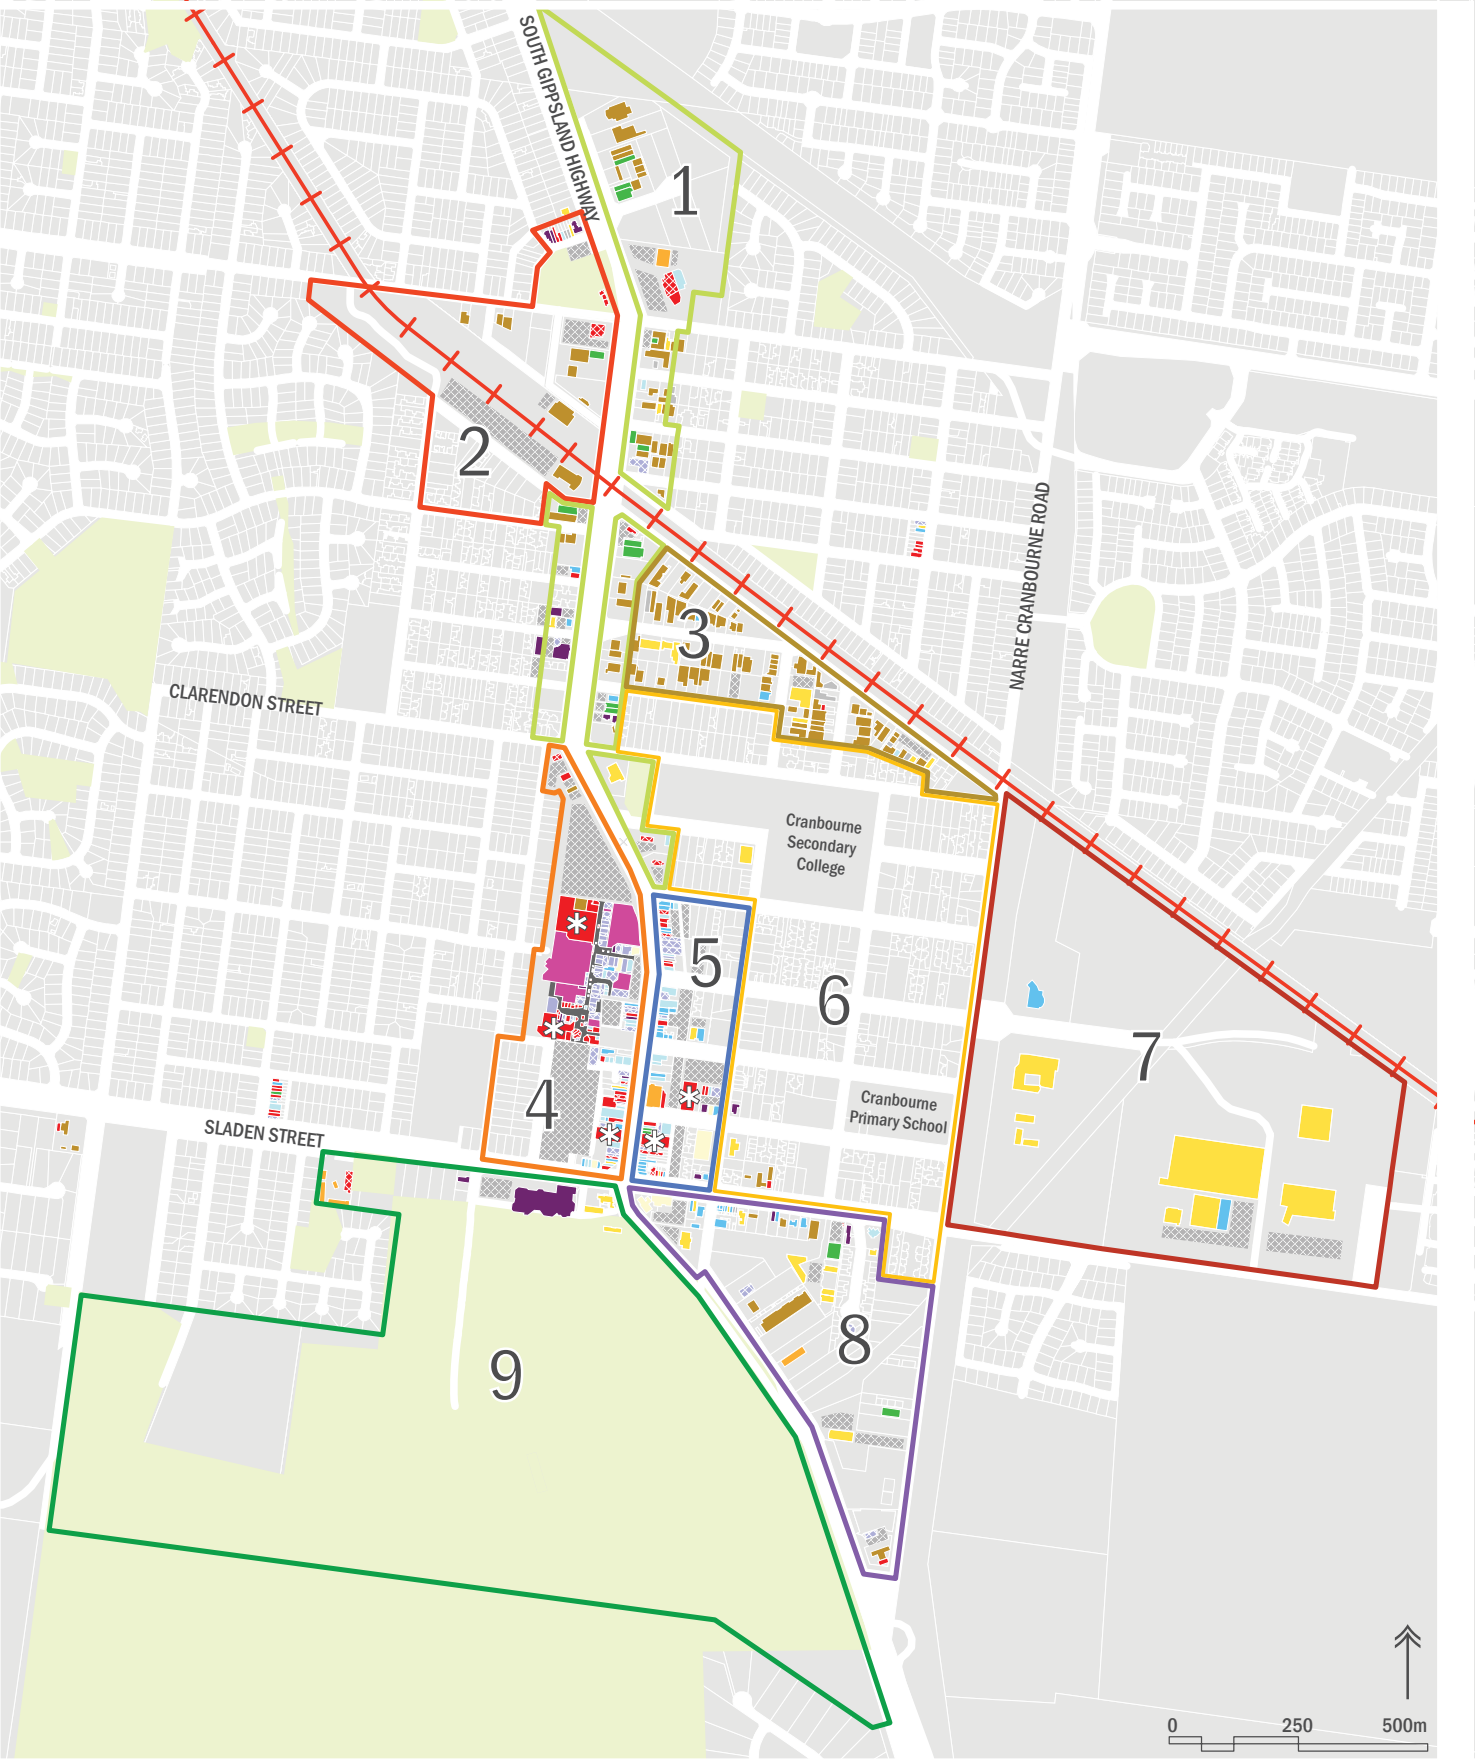 SOUTH GIPPSLAND HIGHWAY
1
2
NARRE CRANBOURNE ROAD
3
CLARENDON STREET
Cranbourne
Secondary
College
5
6
7
4
Cranbourne
Primary School
SLADEN STREET
8
9
0 250 500m